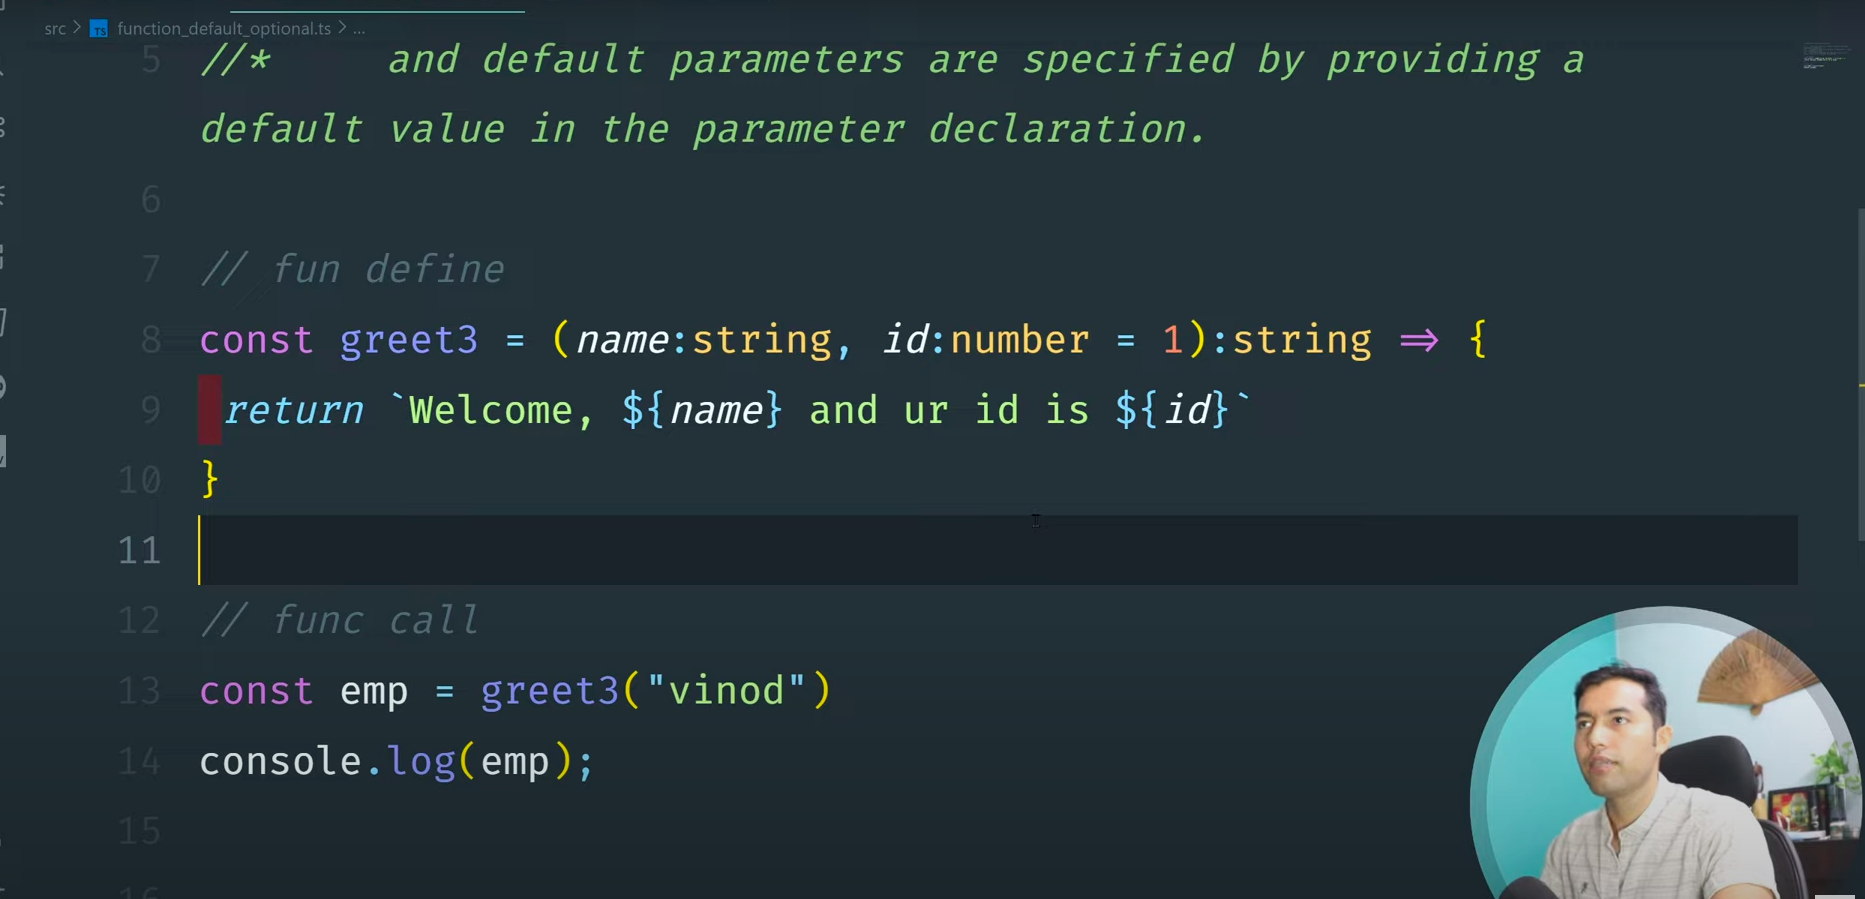 src > TS function_default_optional.ts > ...
5 //* and default parameters are specified by providing a
default value in the parameter declaration.
6
7 // fun define
8 const greet3 = (name:string, id:number = 1):string => {
9 return `Welcome, ${name} and ur id is ${id}`
10 }
11
12 // func call
13 const emp = greet3("vinod")
14 console.log(emp);
15
16